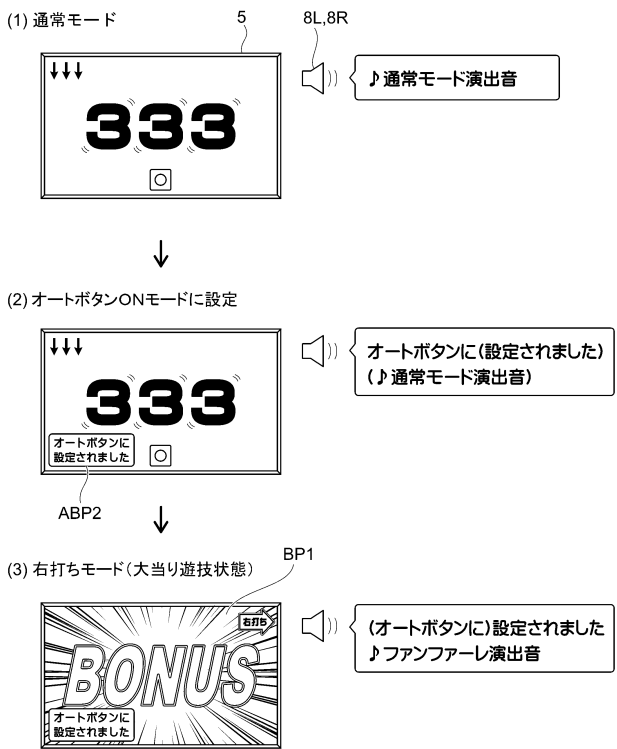 (1) 通常モード
5
8L,8R
↓↓↓
333
♪通常モード演出音
(2) オートボタンONモードに設定
↓↓↓
333
オートボタンに
設定されました
オートボタンに(設定されました)
(♪通常モード演出音)
ABP2
(3) 右打ちモード(大当り遊技状態)
BP1
右打ち
BONUS
オートボタンに
設定されました
(オートボタンに)設定されました
♪ファンファーレ演出音